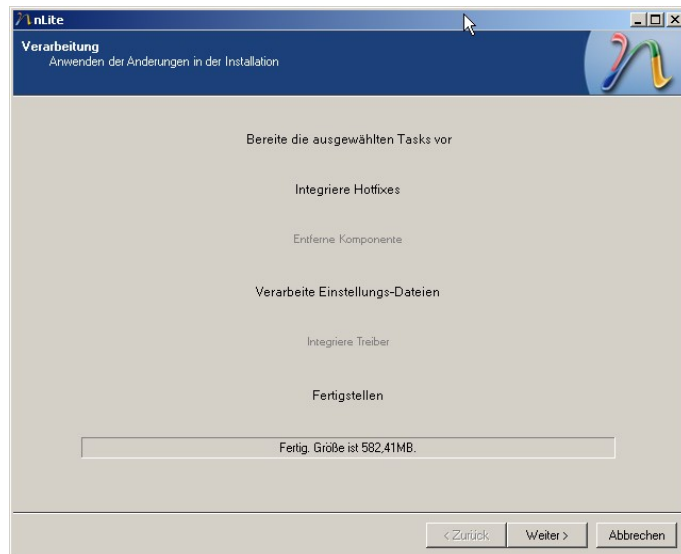 nLite
Verarbeitung
Anwenden der Änderungen in der Installation
Bereite die ausgewählten Tasks vor
Integriere Hotfixes
Entferne Komponente
Verarbeite Einstellungs-Dateien
Integriere Treiber
Fertigstellen
Fertig. Größe ist 582,41MB.
< Zurück
Weiter >
Abbrechen